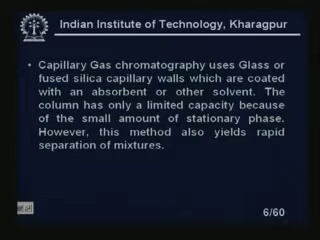 Indian Institute of Technology, Kharagpur
• Capillary Gas chromatography uses Glass or
fused silica capillary walls which are coated
with an absorbent or other solvent. The
column has only a limited capacity because
of the small amount of stationary phase.
However, this method also yields rapid
separation of mixtures.
6/60